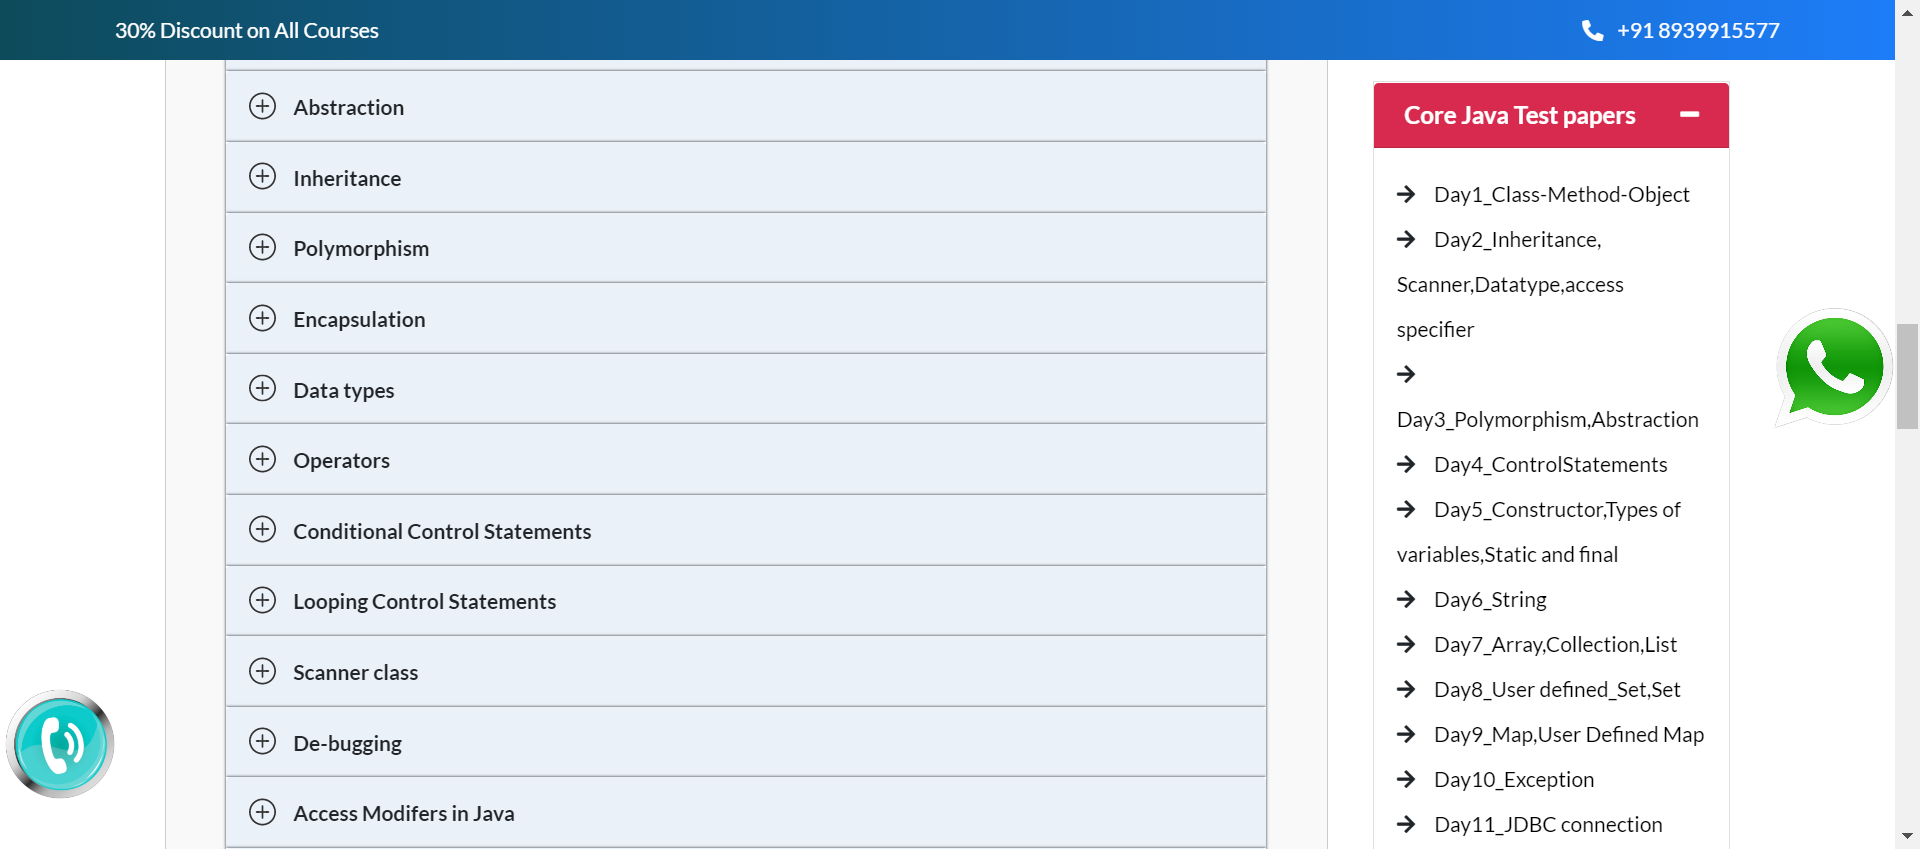 30% Discount on All Courses
+91 8939915577
Abstraction
Inheritance
Polymorphism
Encapsulation
Data types
Operators
Conditional Control Statements
Looping Control Statements
Scanner class
De-bugging
Access Modifers in Java
Core Java Test papers
Day1_Class-Method-Object
Day2_Inheritance,
Scanner,Datatype,access
specifier
Day3_Polymorphism,Abstraction
Day4_ControlStatements
Day5_Constructor,Types of
variables,Static and final
Day6_String
Day7_Array,Collection,List
Day8_User defined_Set,Set
Day9_Map,User Defined Map
Day10_Exception
Day11_JDBC connection